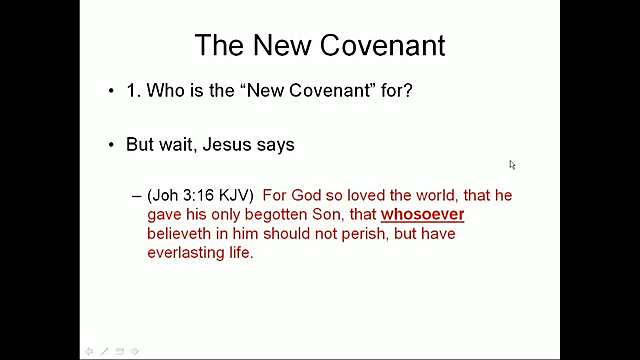 The New Covenant
• 1. Who is the “New Covenant” for?
• But wait, Jesus says
– (Joh 3:16 KJV)  For God so loved the world, that he
gave his only begotten Son, that whosoever
believeth in him should not perish, but have
everlasting life.